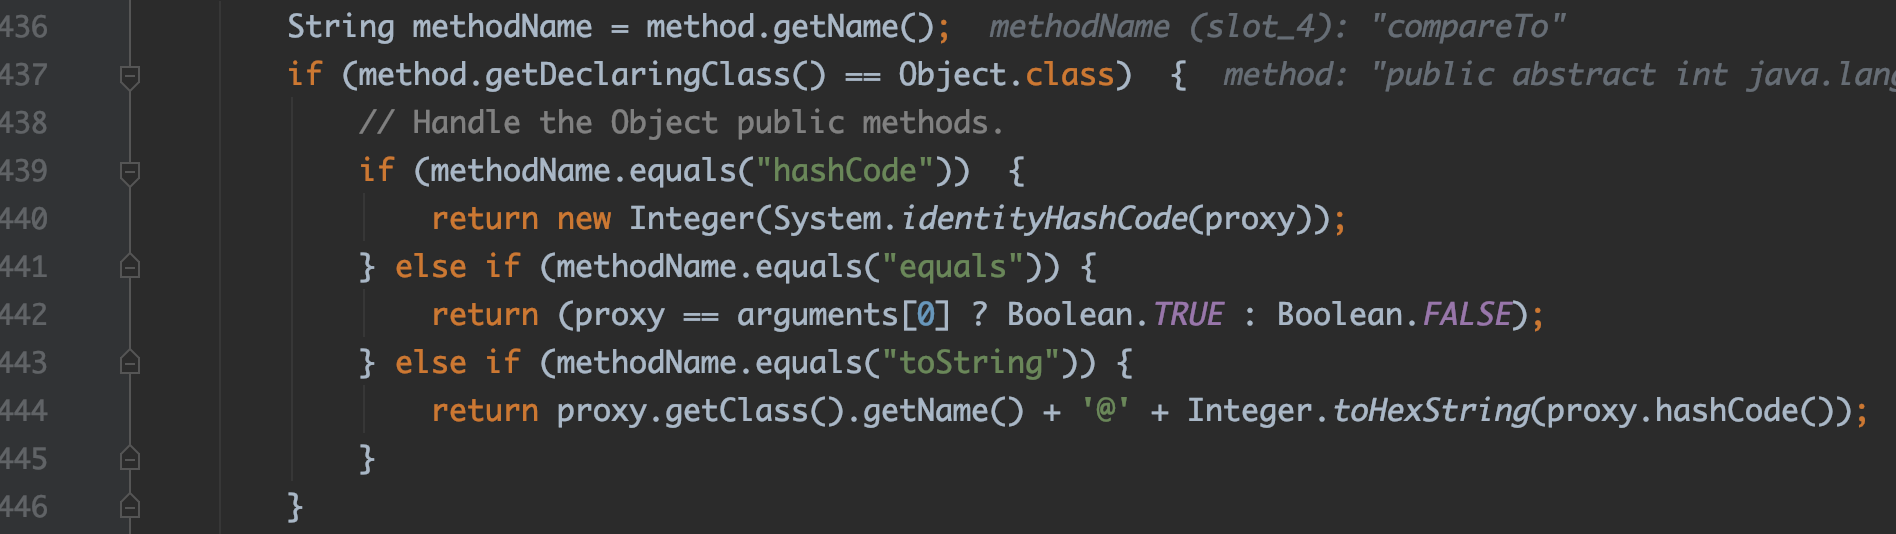 436 String methodName = method.getName(); methodName (slot_4): "compareTo"
437 if (method.getDeclaringClass() == Object.class) { method: "public abstract int java.lang
438 // Handle the Object public methods.
439 if (methodName.equals("hashCode")) {
440 return new Integer(System.identityHashCode(proxy));
441 } else if (methodName.equals("equals")) {
442 return (proxy == arguments[0] ? Boolean.TRUE : Boolean.FALSE);
443 } else if (methodName.equals("toString")) {
444 return proxy.getClass().getName() + '@' + Integer.toHexString(proxy.hashCode());
445 }
446 }